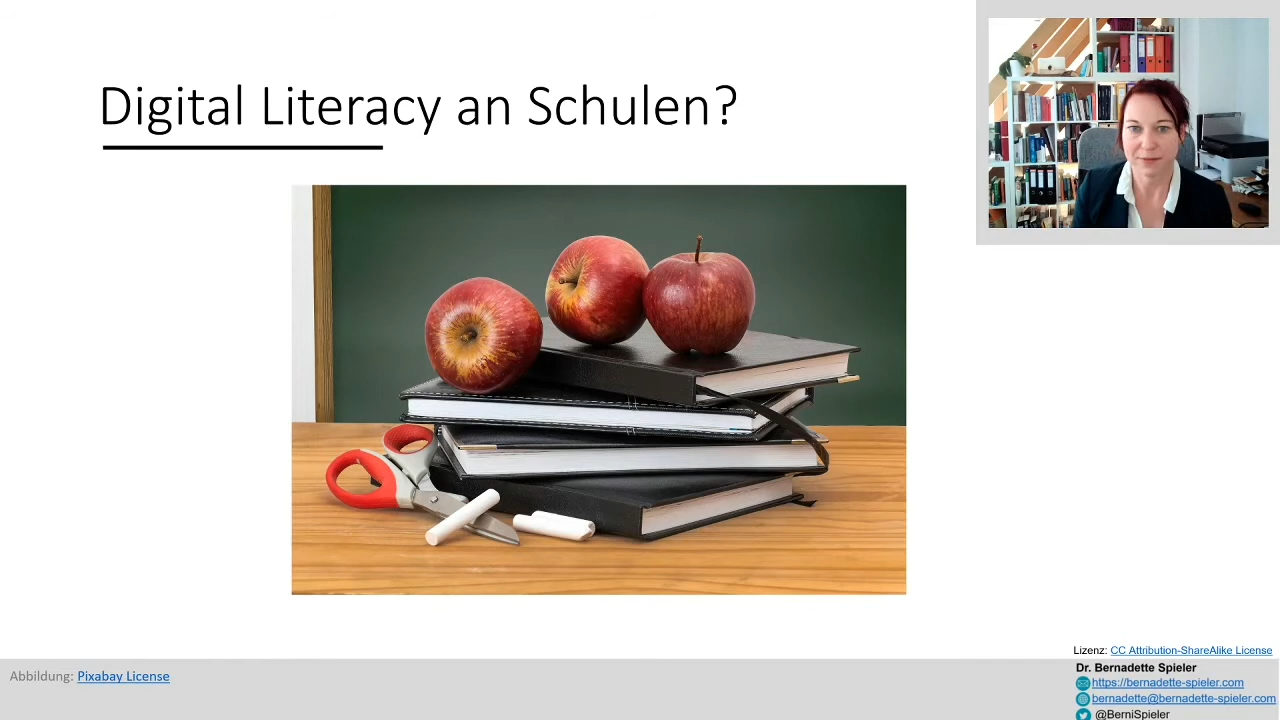 Digital Literacy an Schulen?
Lizenz: CC Attribution-ShareAlike License
Abbildung: Pixabay License
Dr. Bernadette Spieler
https://bernadette-spieler.com
bernadette@bernadette-spieler.com
@BerniSpieler